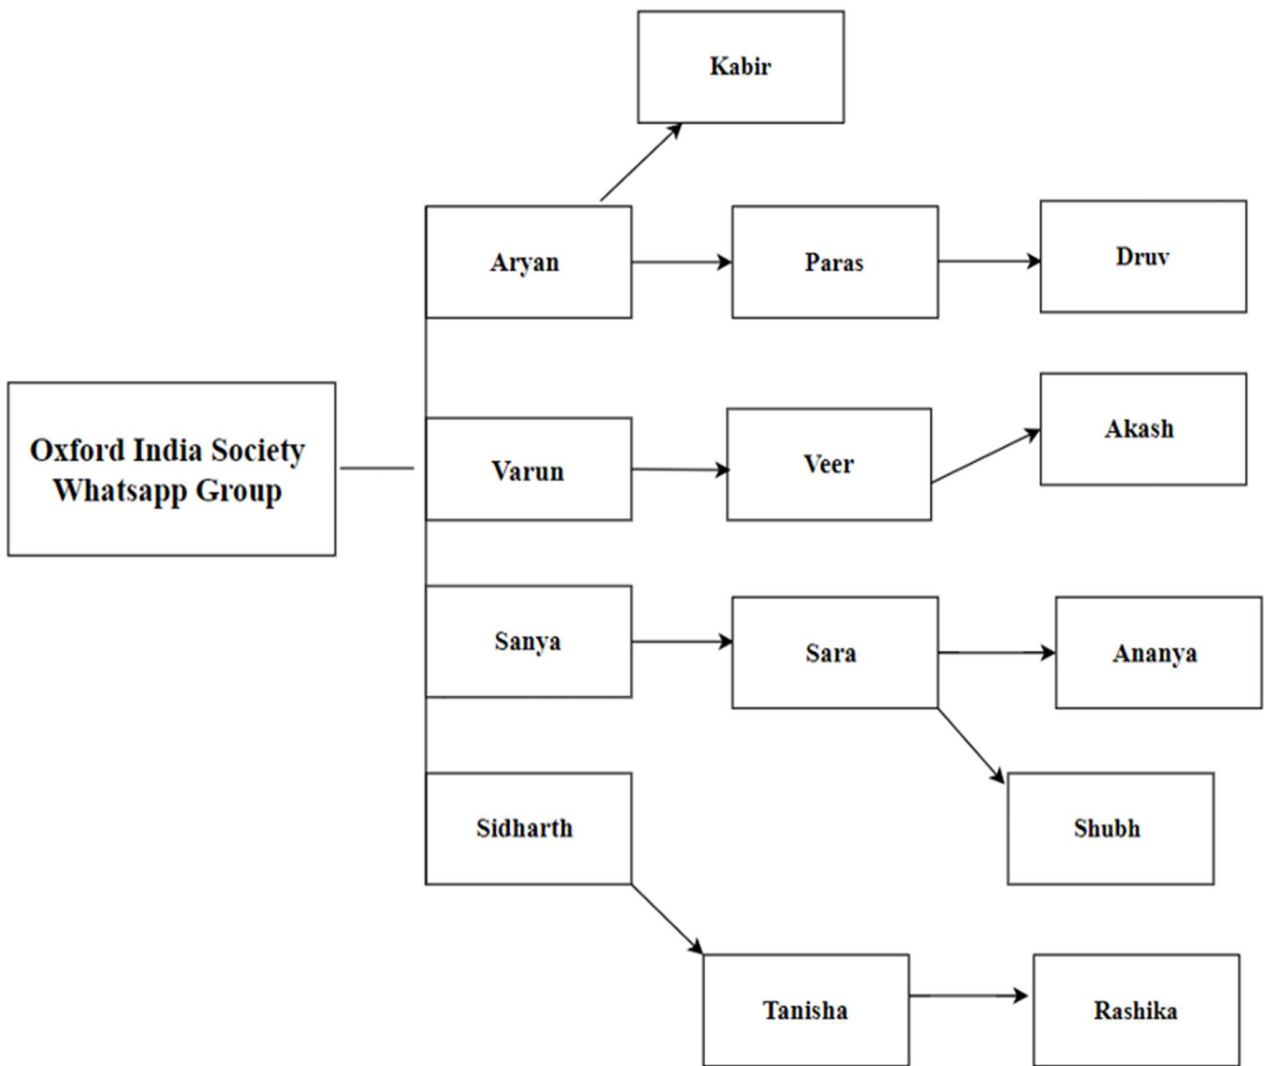 Kabir
Aryan
Paras
Druv
Oxford India Society
Whatsapp Group
Varun
Veer
Akash
Sanya
Sara
Ananya
Sidharth
Shubh
Tanisha
Rashika